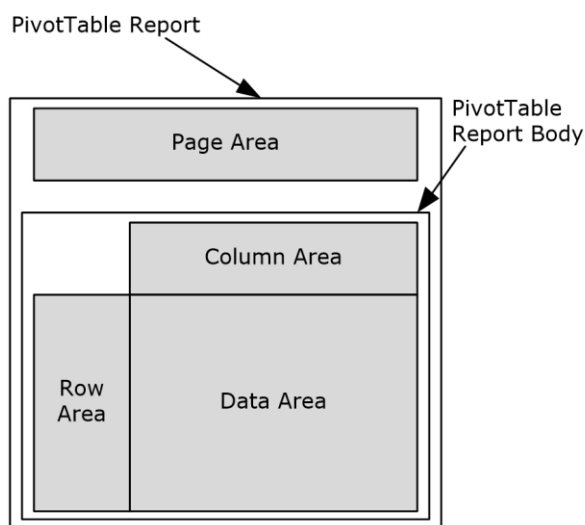 PivotTable Report
PivotTable
Report Body
Page Area
Column Area
Row
Area
Data Area